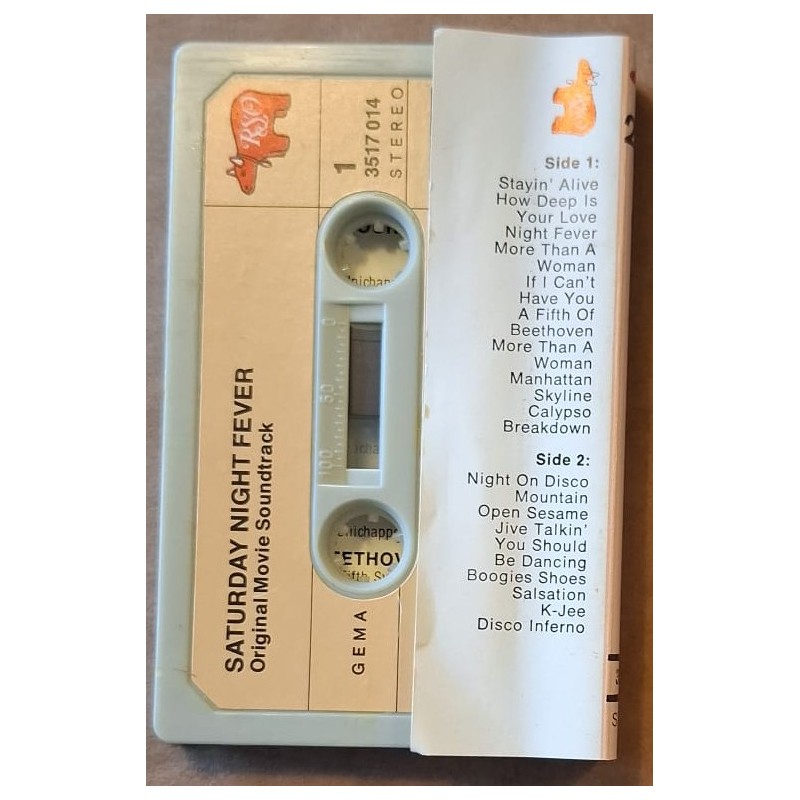 RSO
1
3517 014
STEREO
SATURDAY NIGHT FEVER
Original Movie Soundtrack
GEMA
0
50
100
Side 1:
Stayin' Alive
How Deep Is
Your Love
Night Fever
More Than A
Woman
If I Can't
Have You
A Fifth Of
Beethoven
More Than A
Woman
Manhattan
Skyline
Calypso
Breakdown
Side 2:
Night On Disco
Mountain
Open Sesame
Jive Talkin'
You Should
Be Dancing
Boogies Shoes
Salsation
K-Jee
Disco Inferno